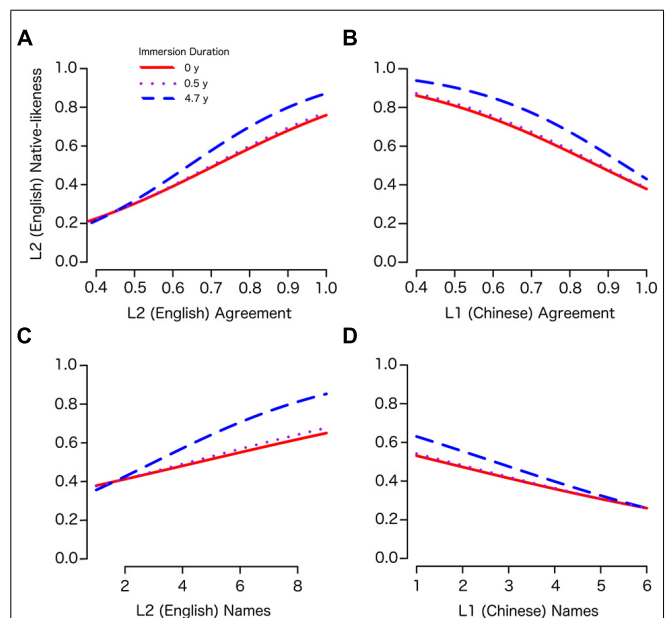 A
B
Immersion Duration
0 y
0.5 y
4.7 y
L2 (English) Native-likeness
1.0
0.8
0.6
0.4
0.2
0.0
0.4 0.5 0.6 0.7 0.8 0.9 1.0
L2 (English) Agreement
1.0
0.8
0.6
0.4
0.2
0.0
0.4 0.5 0.6 0.7 0.8 0.9 1.0
L1 (Chinese) Agreement
C
D
1.0
0.8
0.6
0.4
0.2
0.0
2 4 6 8
L2 (English) Names
1.0
0.8
0.6
0.4
0.2
0.0
1 2 3 4 5 6
L1 (Chinese) Names